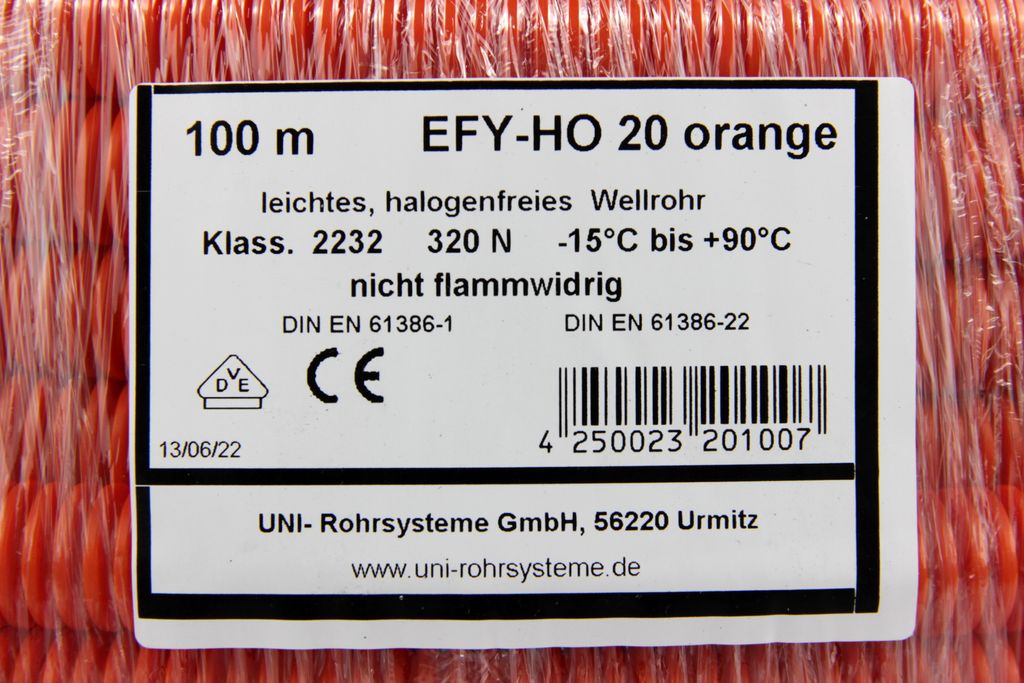 100 m EFY-HO 20 orange
leichtes, halogenfreies Wellrohr
Klass. 2232 320 N -15°C bis +90°C
nicht flammwidrig
DIN EN 61386-1 DIN EN 61386-22
VDE CE
4 250023 201007
13/06/22
UNI- Rohrsysteme GmbH, 56220 Urmitz
www.uni-rohrsysteme.de